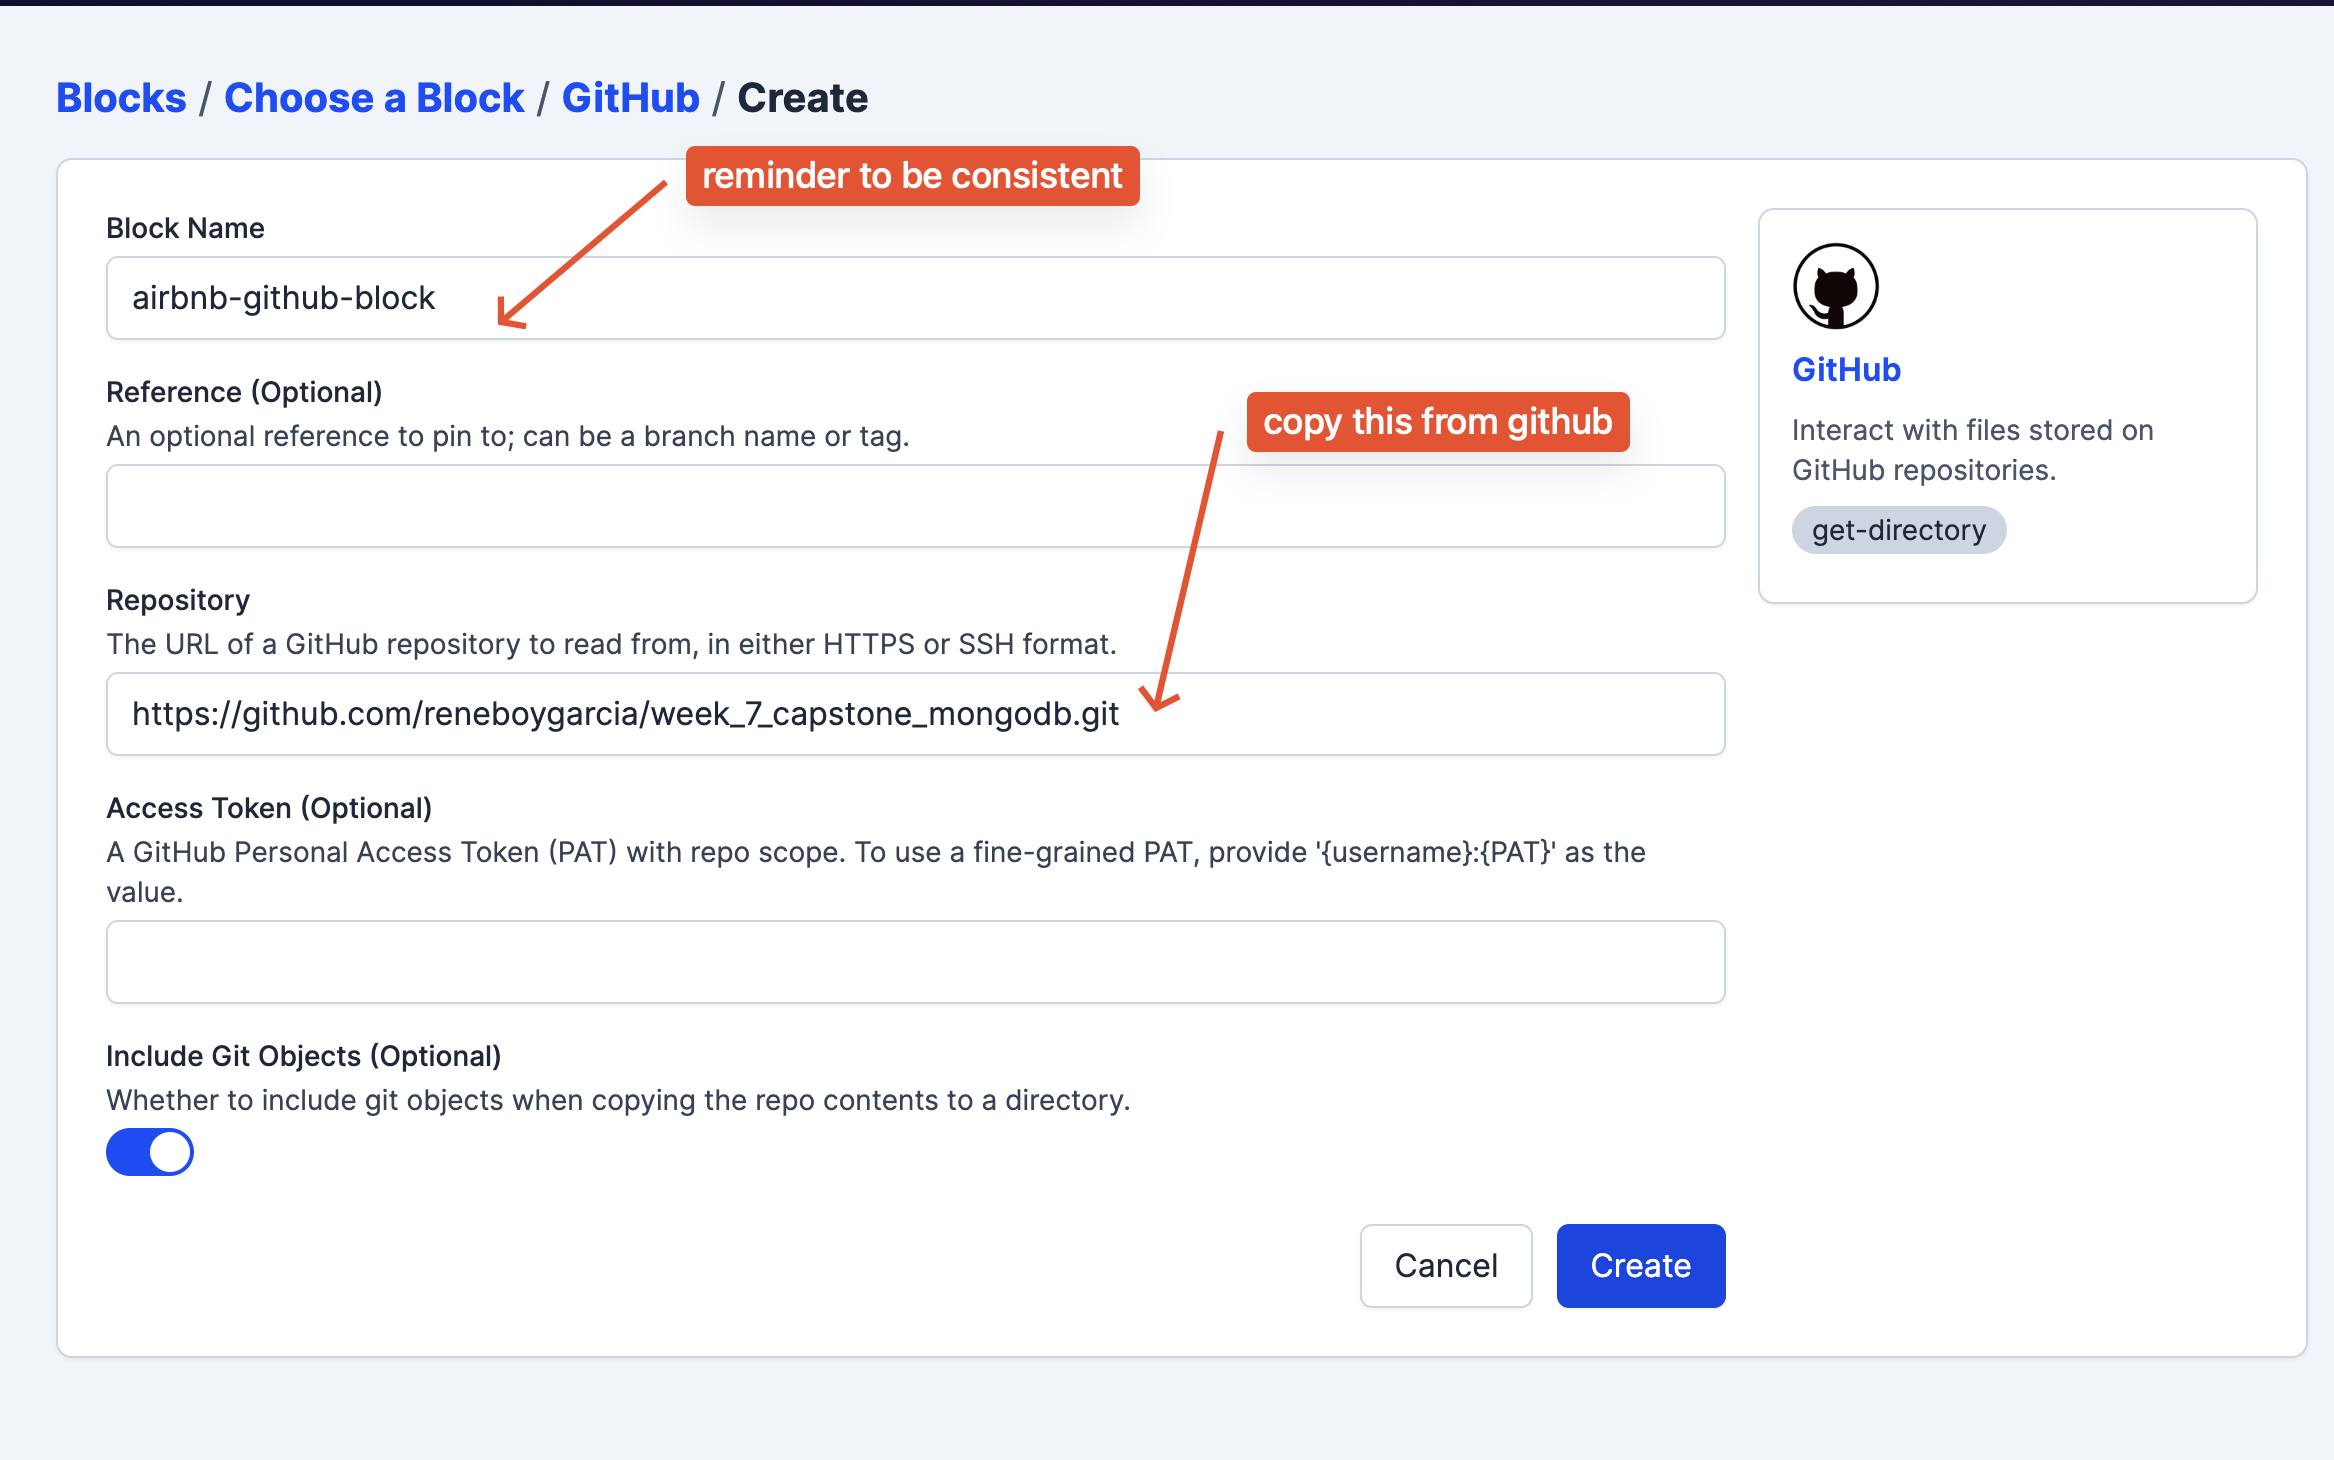 Blocks / Choose a Block / GitHub / Create
reminder to be consistent
Block Name
airbnb-github-block
Reference (Optional)
An optional reference to pin to; can be a branch name or tag.
copy this from github
Repository
The URL of a GitHub repository to read from, in either HTTPS or SSH format.
https://github.com/reneboygarcia/week_7_capstone_mongodb.git
Access Token (Optional)
A GitHub Personal Access Token (PAT) with repo scope. To use a fine-grained PAT, provide '{username}:{PAT}' as the
value.
Include Git Objects (Optional)
Whether to include git objects when copying the repo contents to a directory.
Cancel
Create
GitHub
Interact with files stored on
GitHub repositories.
get-directory